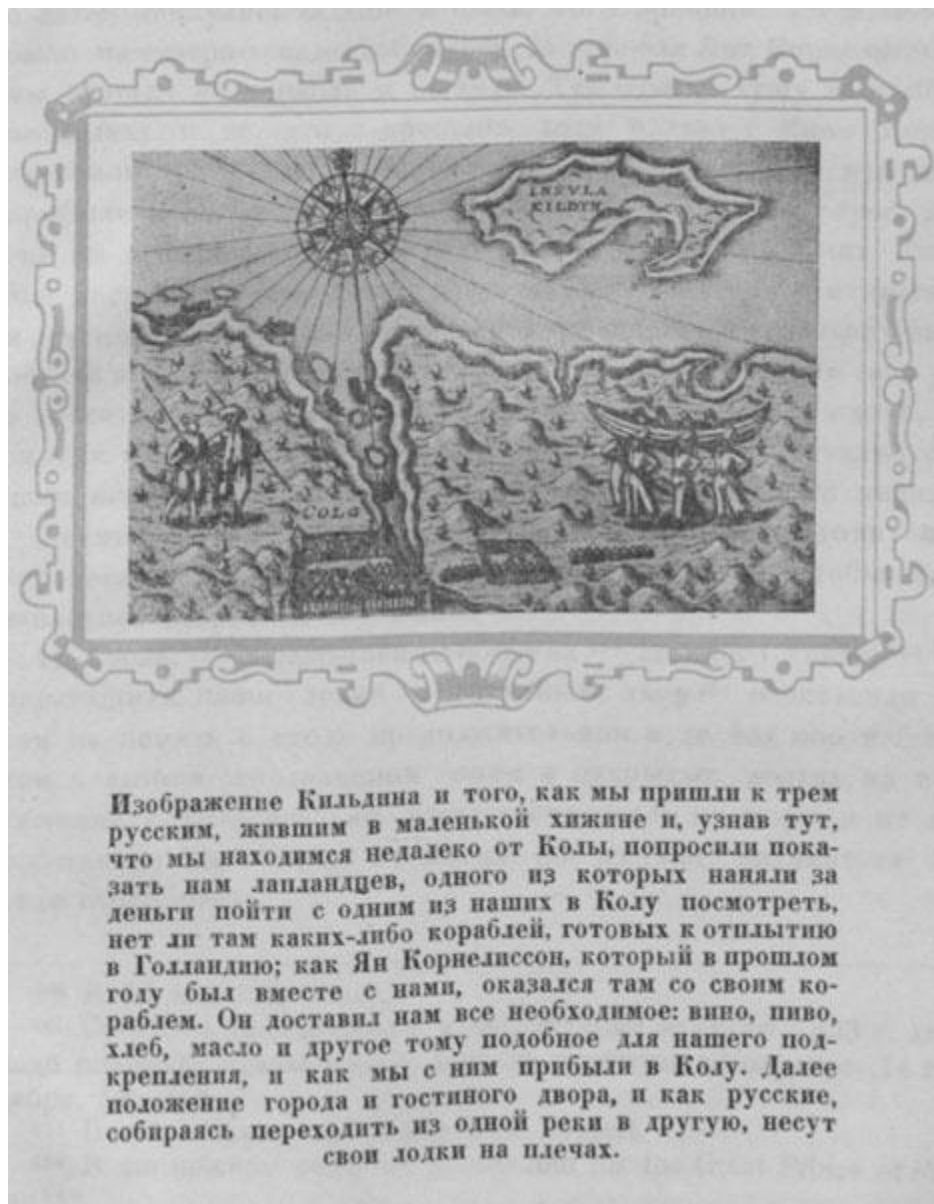 INSVLA
KILDYN
COLA
Изображение Кильдина и того, как мы пришли к трем
русским, жившим в маленькой хижине и, узнав тут,
что мы находимся недалеко от Колы, попросили пока-
зать нам лапландцев, одного из которых наняли за
деньги пойти с одним из наших в Колу посмотреть,
нет ли там каких-либо кораблей, готовых к отплытию
в Голландию; как Ян Корнелиссон, который в прошлом
году был вместе с нами, оказался там со своим ко-
раблем. Он доставил нам все необходимое: вино, пиво,
хлеб, масло и другое тому подобное для нашего под-
крепления, и как мы с ним прибыли в Колу. Далее
положение города и гостиного двора, и как русские,
собираясь переходить из одной реки в другую, несут
свои лодки на плечах.